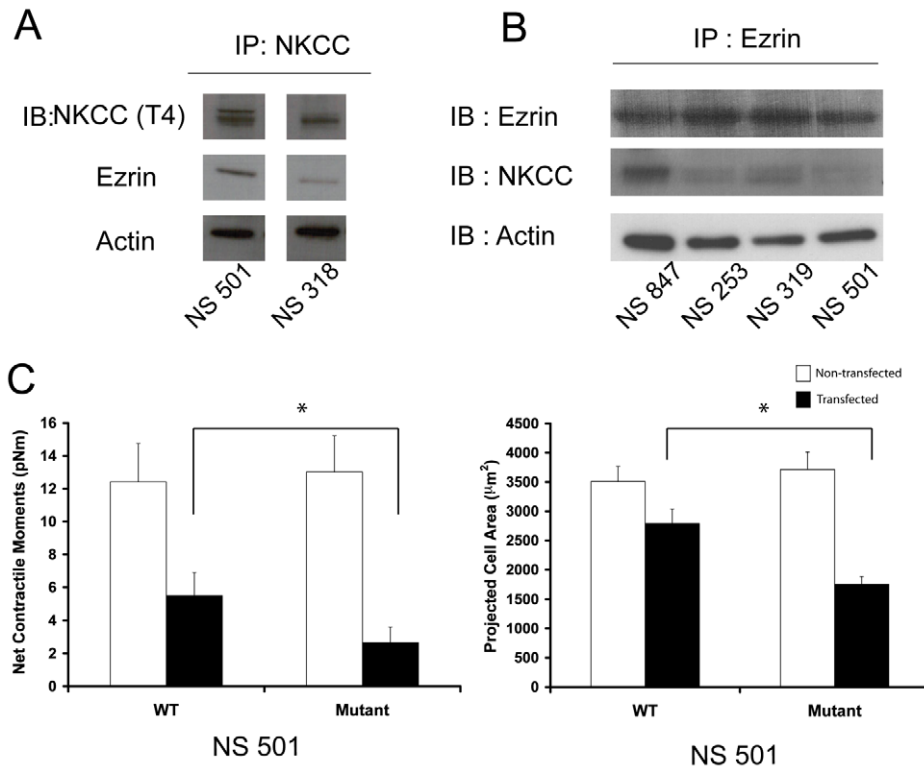 A
IP: NKCC
IB:NKCC (T4)
Ezrin
Actin
NS 501
NS 318
B
IP : Ezrin
IB : Ezrin
IB : NKCC
IB : Actin
NS 847
NS 253
NS 319
NS 501
C
Net Contractile Moments (pNm)
16
14
12
10
8
6
4
2
0
*
WT
Mutant
NS 501
Non-transfected
Transfected
Projected Cell Area (μm²)
4500
4000
3500
3000
2500
2000
1500
1000
500
0
*
WT
Mutant
NS 501